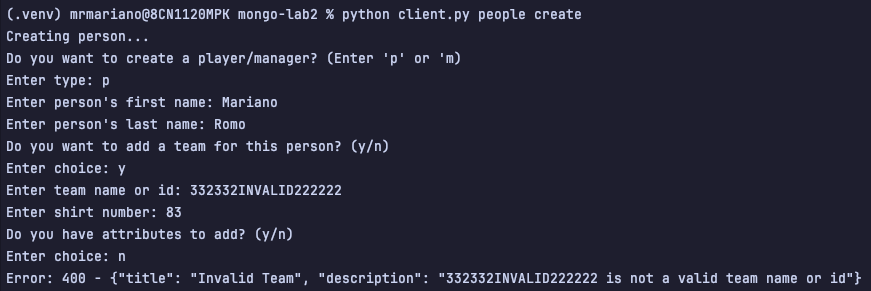 (.venv) mrmariano@8CN1120MPK mongo-lab2 % python client.py people create
Creating person...
Do you want to create a player/manager? (Enter 'p' or 'm')
Enter type: p
Enter person's first name: Mariano
Enter person's last name: Romo
Do you want to add a team for this person? (y/n)
Enter choice: y
Enter team name or id: 332332INVALID222222
Enter shirt number: 83
Do you have attributes to add? (y/n)
Enter choice: n
Error: 400 - {"title": "Invalid Team", "description": "332332INVALID222222 is not a valid team name or id"}